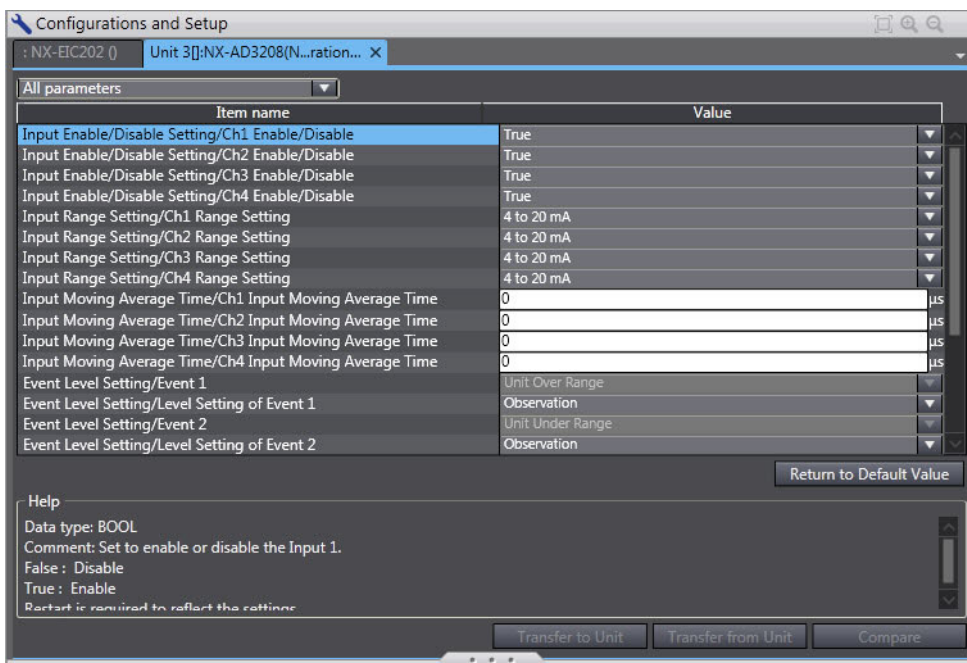 Configurations and Setup
: NX-EIC202 () Unit 3[]:NX-AD3208(N...ration... ×
All parameters
Item name Value
Input Enable/Disable Setting/Ch1 Enable/Disable True
Input Enable/Disable Setting/Ch2 Enable/Disable True
Input Enable/Disable Setting/Ch3 Enable/Disable True
Input Enable/Disable Setting/Ch4 Enable/Disable True
Input Range Setting/Ch1 Range Setting 4 to 20 mA
Input Range Setting/Ch2 Range Setting 4 to 20 mA
Input Range Setting/Ch3 Range Setting 4 to 20 mA
Input Range Setting/Ch4 Range Setting 4 to 20 mA
Input Moving Average Time/Ch1 Input Moving Average Time 0 µs
Input Moving Average Time/Ch2 Input Moving Average Time 0 µs
Input Moving Average Time/Ch3 Input Moving Average Time 0 µs
Input Moving Average Time/Ch4 Input Moving Average Time 0 µs
Event Level Setting/Event 1 Unit Over Range
Event Level Setting/Level Setting of Event 1 Observation
Event Level Setting/Event 2 Unit Under Range
Event Level Setting/Level Setting of Event 2 Observation
Return to Default Value
Help
Data type: BOOL
Comment: Set to enable or disable the Input 1.
False : Disable
True : Enable
Restart is required to reflect the settings
Transfer to Unit Transfer from Unit Compare